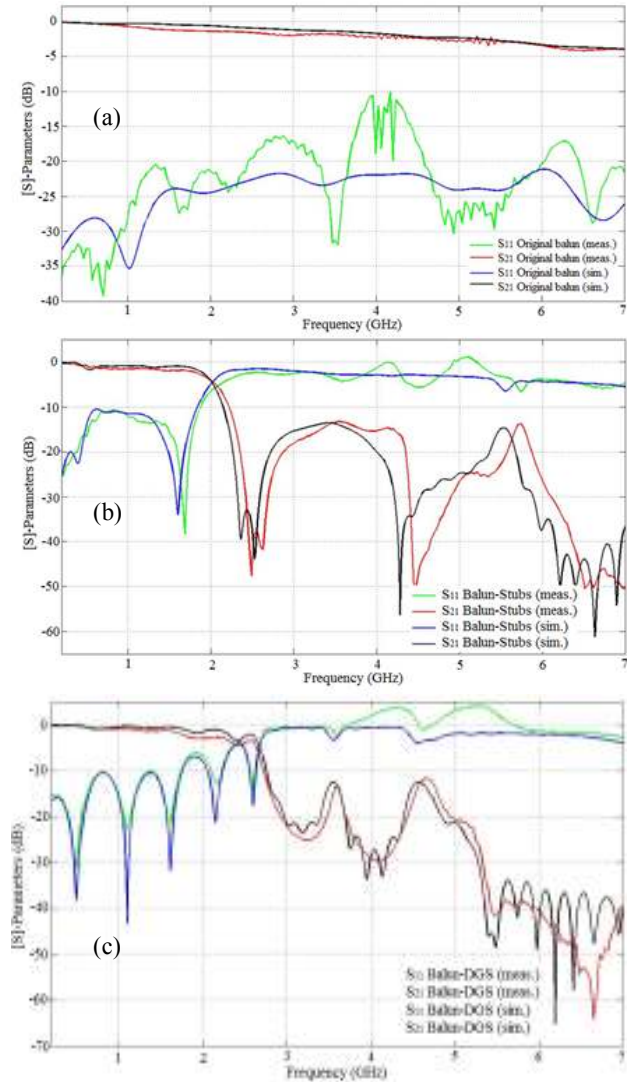 0
-5
-10
-15
-20
-25
-30
-35
-40
[S]-Parameters (dB)
(a)
S11 Original balun (meas.)
S21 Original balun (meas.)
S11 Original balun (sim.)
S21 Original balun (sim.)
1 2 3 4 5 6 7
Frequency (GHz)
0
-10
-20
-30
-40
-50
-60
[S]-Parameters (dB)
(b)
S11 Balun-Stubs (meas.)
S21 Balun-Stubs (meas.)
S11 Balun-Stubs (sim.)
S21 Balun-Stubs (sim.)
1 2 3 4 5 6 7
Frequency (GHz)
0
-10
-20
-30
-40
-50
-60
-70
[S]-Parameters (dB)
(c)
S11 Balun-DGS (meas.)
S21 Balun-DGS (meas.)
S11 Balun-DGS (sim.)
S21 Balun-DGS (sim.)
1 2 3 4 5 6 7
Frequency (GHz)